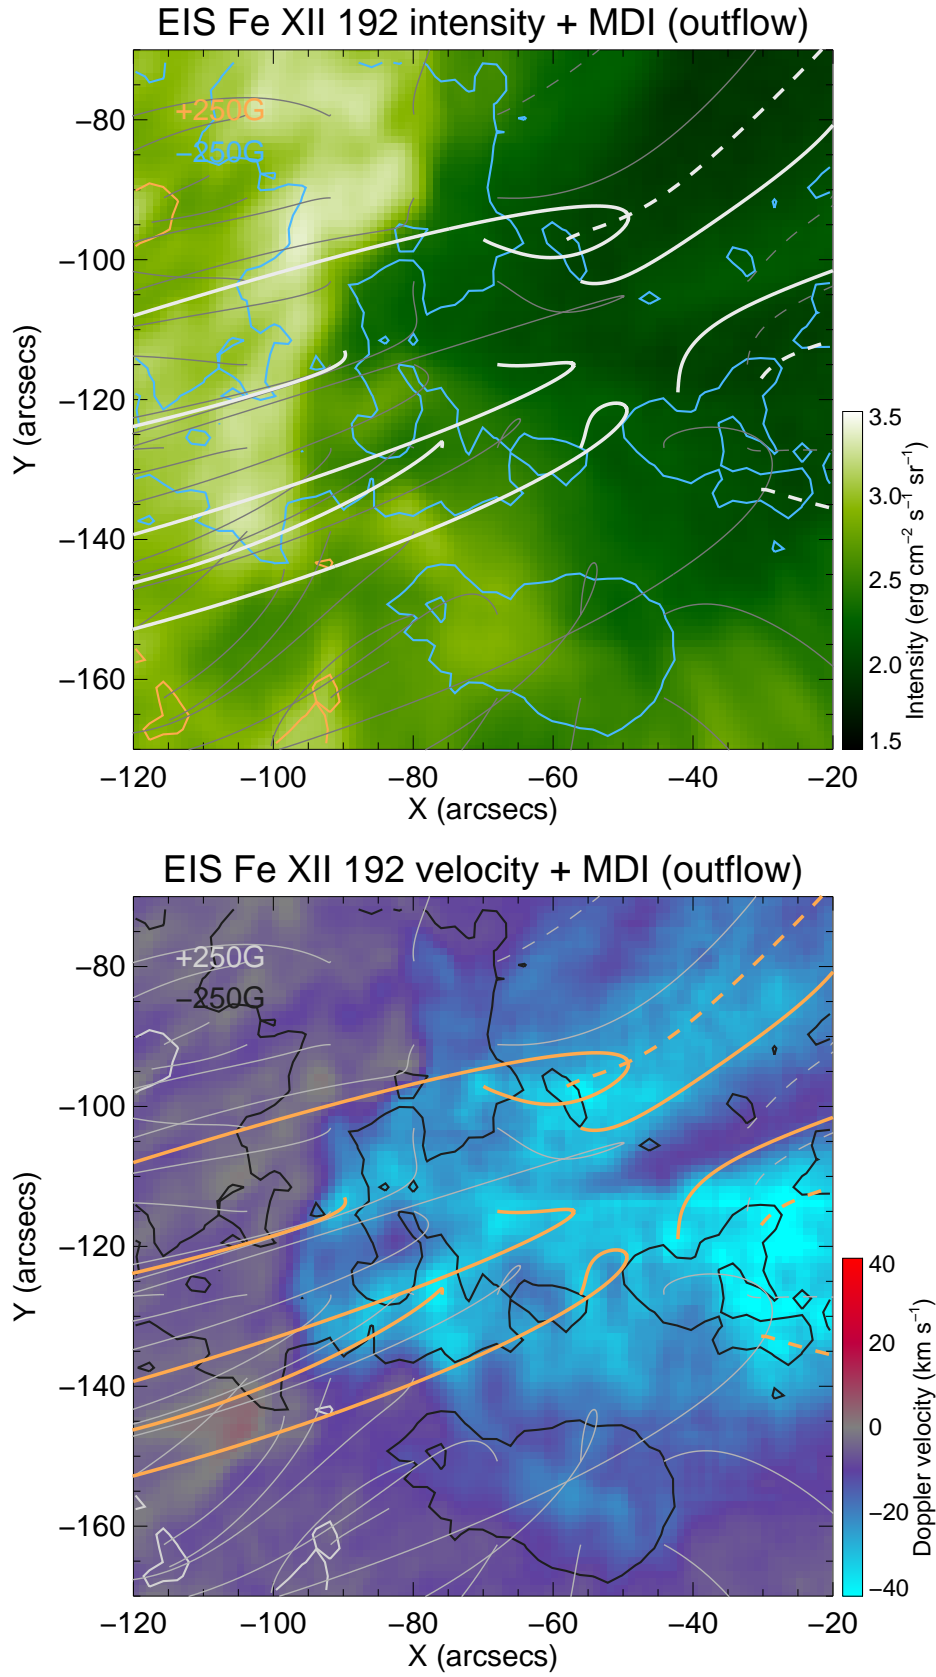 EIS Fe XII 192 intensity + MDI (outflow)
+250G
−250G
−80
−100
−120
−140
−160
Y (arcsecs)
−120 −100 −80 −60 −40 −20
X (arcsecs)
3.5
3.0
2.5
2.0
1.5
Intensity (erg cm−2 s−1 sr−1)
EIS Fe XII 192 velocity + MDI (outflow)
+250G
−250G
−80
−100
−120
−140
−160
Y (arcsecs)
−120 −100 −80 −60 −40 −20
X (arcsecs)
40
20
0
−20
−40
Doppler velocity (km s−1)